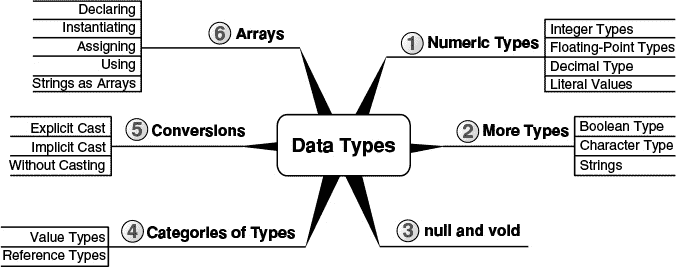 Data Types
1 Numeric Types
Integer Types
Floating-Point Types
Decimal Type
Literal Values
2 More Types
Boolean Type
Character Type
Strings
3 null and void
4 Categories of Types
Value Types
Reference Types
5 Conversions
Explicit Cast
Implicit Cast
Without Casting
6 Arrays
Declaring
Instantiating
Assigning
Using
Strings as Arrays